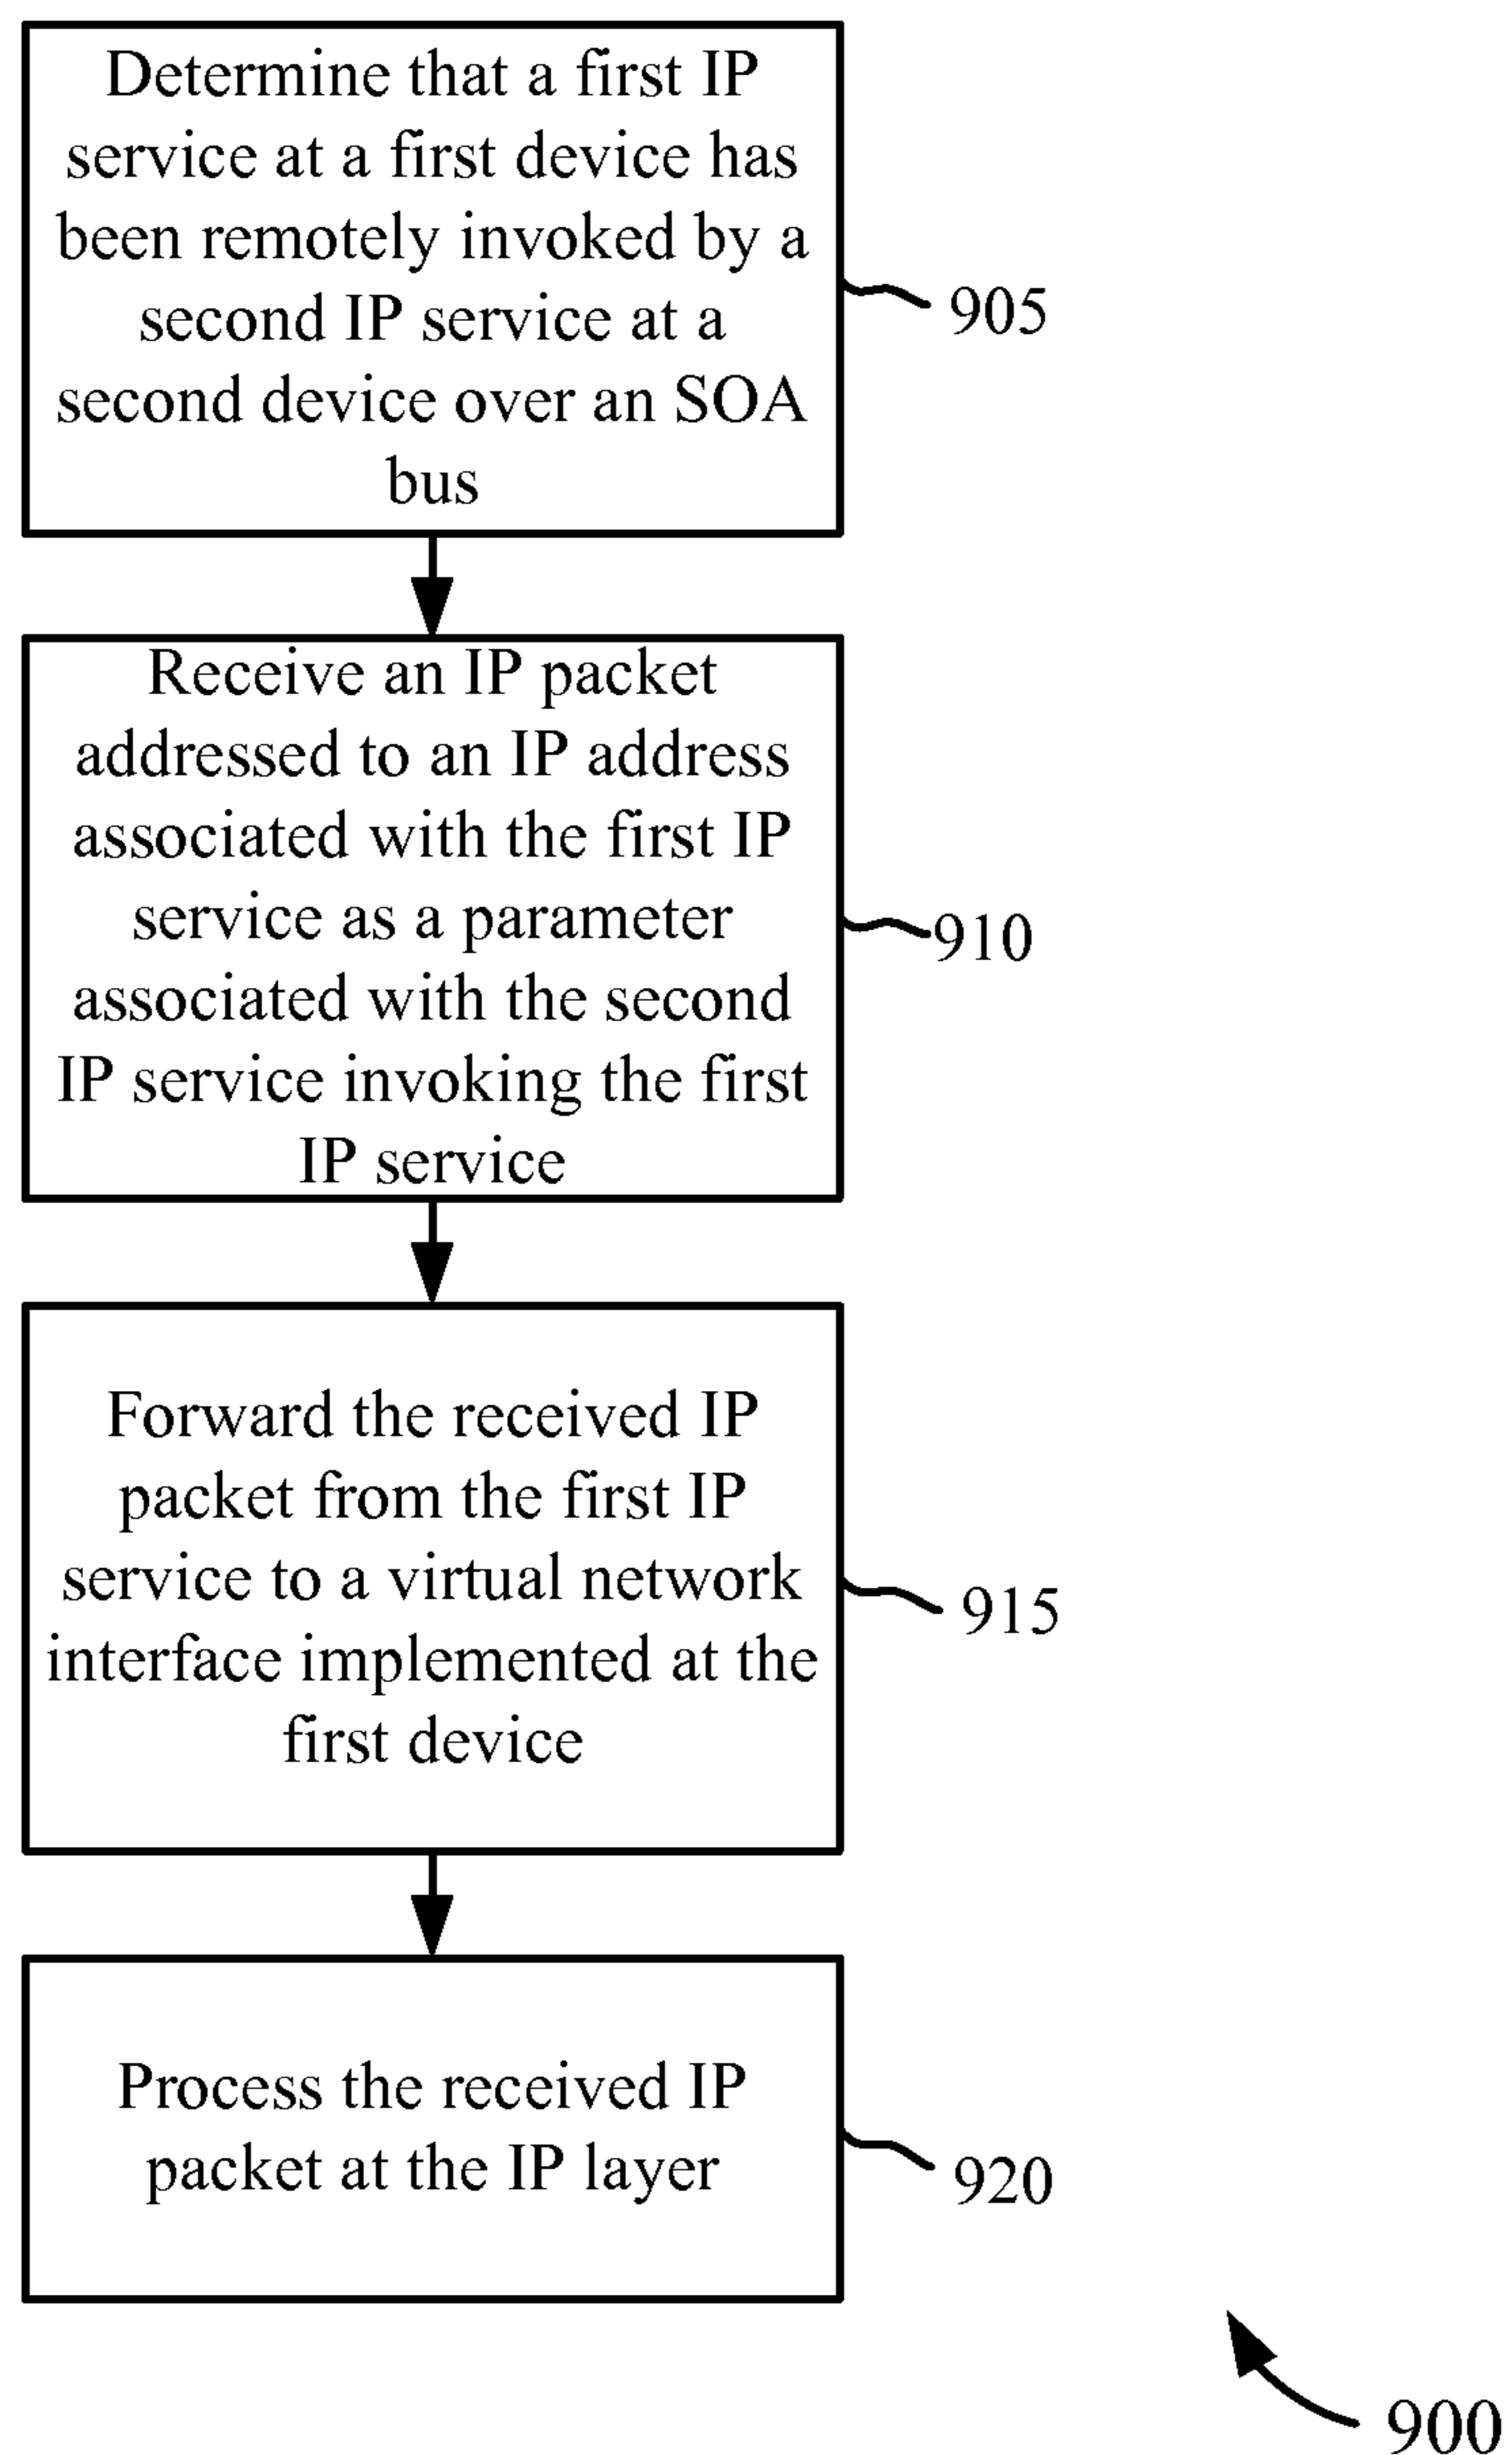 Determine that a first IP
service at a first device has
been remotely invoked by a
second IP service at a
second device over an SOA
bus
905
Receive an IP packet
addressed to an IP address
associated with the first IP
service as a parameter
associated with the second
IP service invoking the first
IP service
910
Forward the received IP
packet from the first IP
service to a virtual network
interface implemented at the
first device
915
Process the received IP
packet at the IP layer
920
900